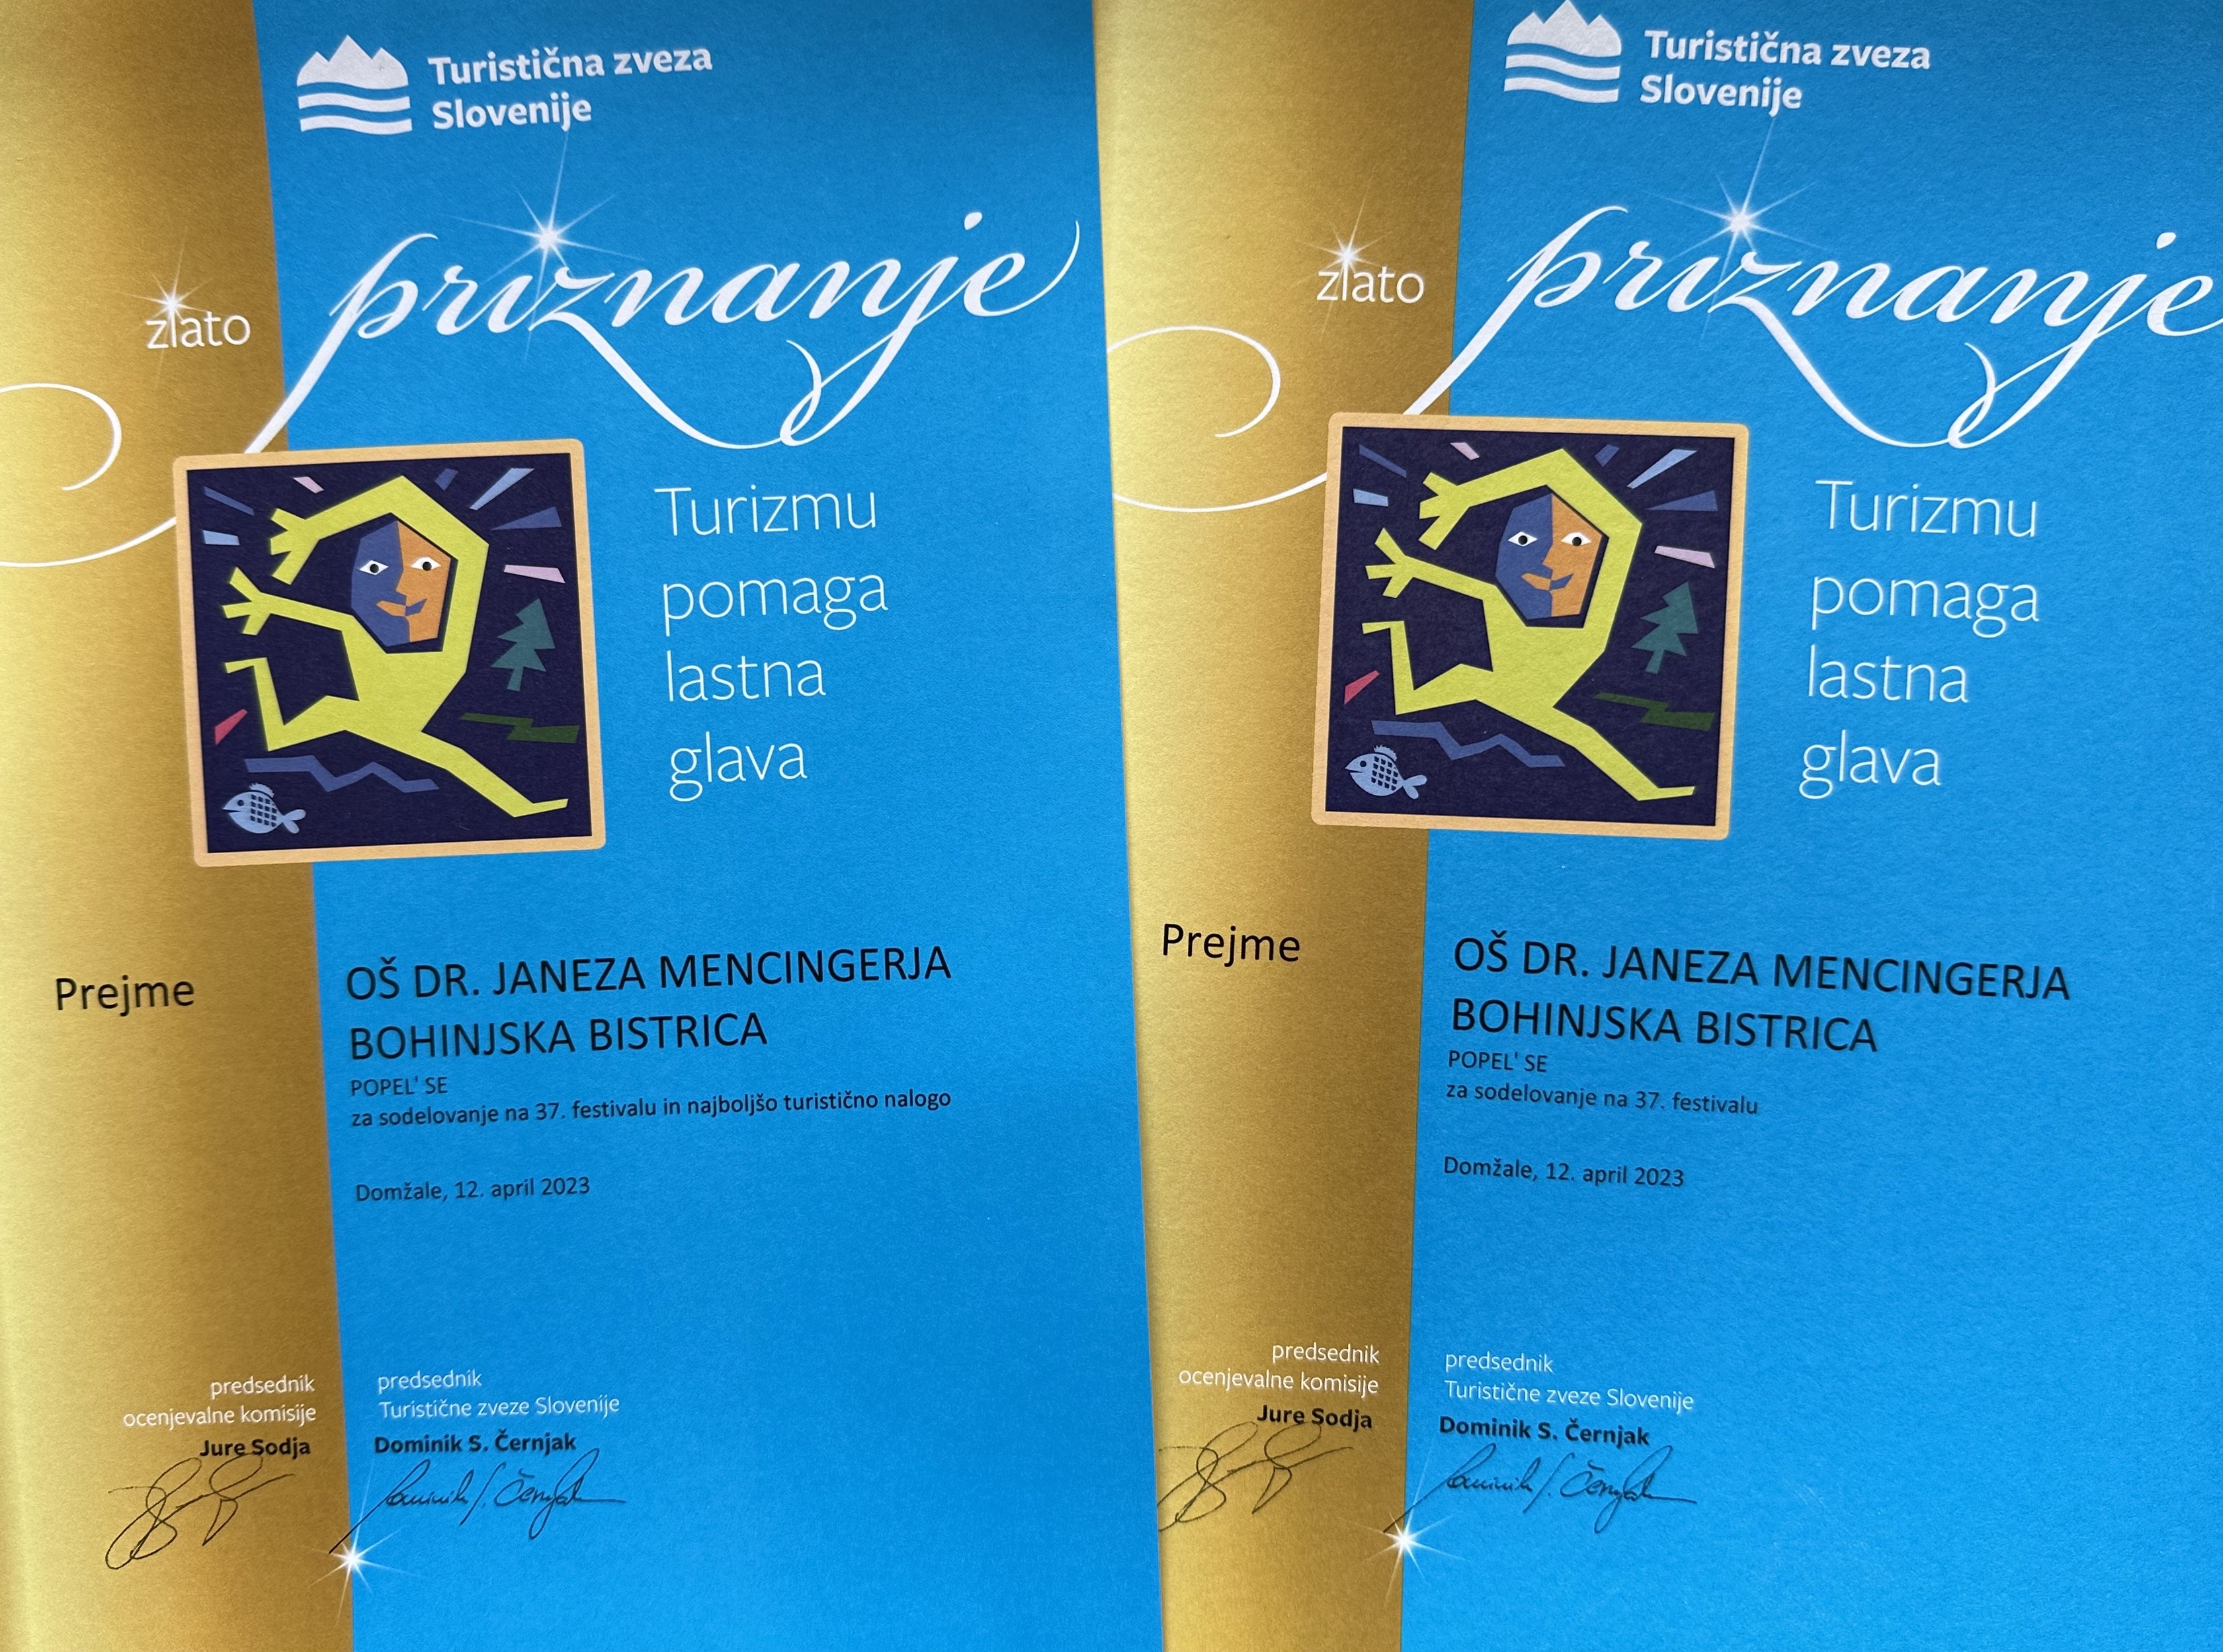 Turistična zveza
Slovenije
zlato
priznanje
Turizmu
pomaga
lastna
glava
Prejme
OŠ DR. JANEZA MENCINGERJA
BOHINJSKA BISTRICA
POPEL' SE
za sodelovanje na 37. festivalu in najboljšo turistično nalogo
Domžale, 12. april 2023
predsednik
ocenjevalne komisije
Jure Sodja
predsednik
Turistične zveze Slovenije
Dominik S. Černjak
Turistična zveza
Slovenije
zlato
priznanje
Turizmu
pomaga
lastna
glava
Prejme
OŠ DR. JANEZA MENCINGERJA
BOHINJSKA BISTRICA
POPEL' SE
za sodelovanje na 37. festivalu
Domžale, 12. april 2023
predsednik
ocenjevalne komisije
Jure Sodja
predsednik
Turistične zveze Slovenije
Dominik S. Černjak